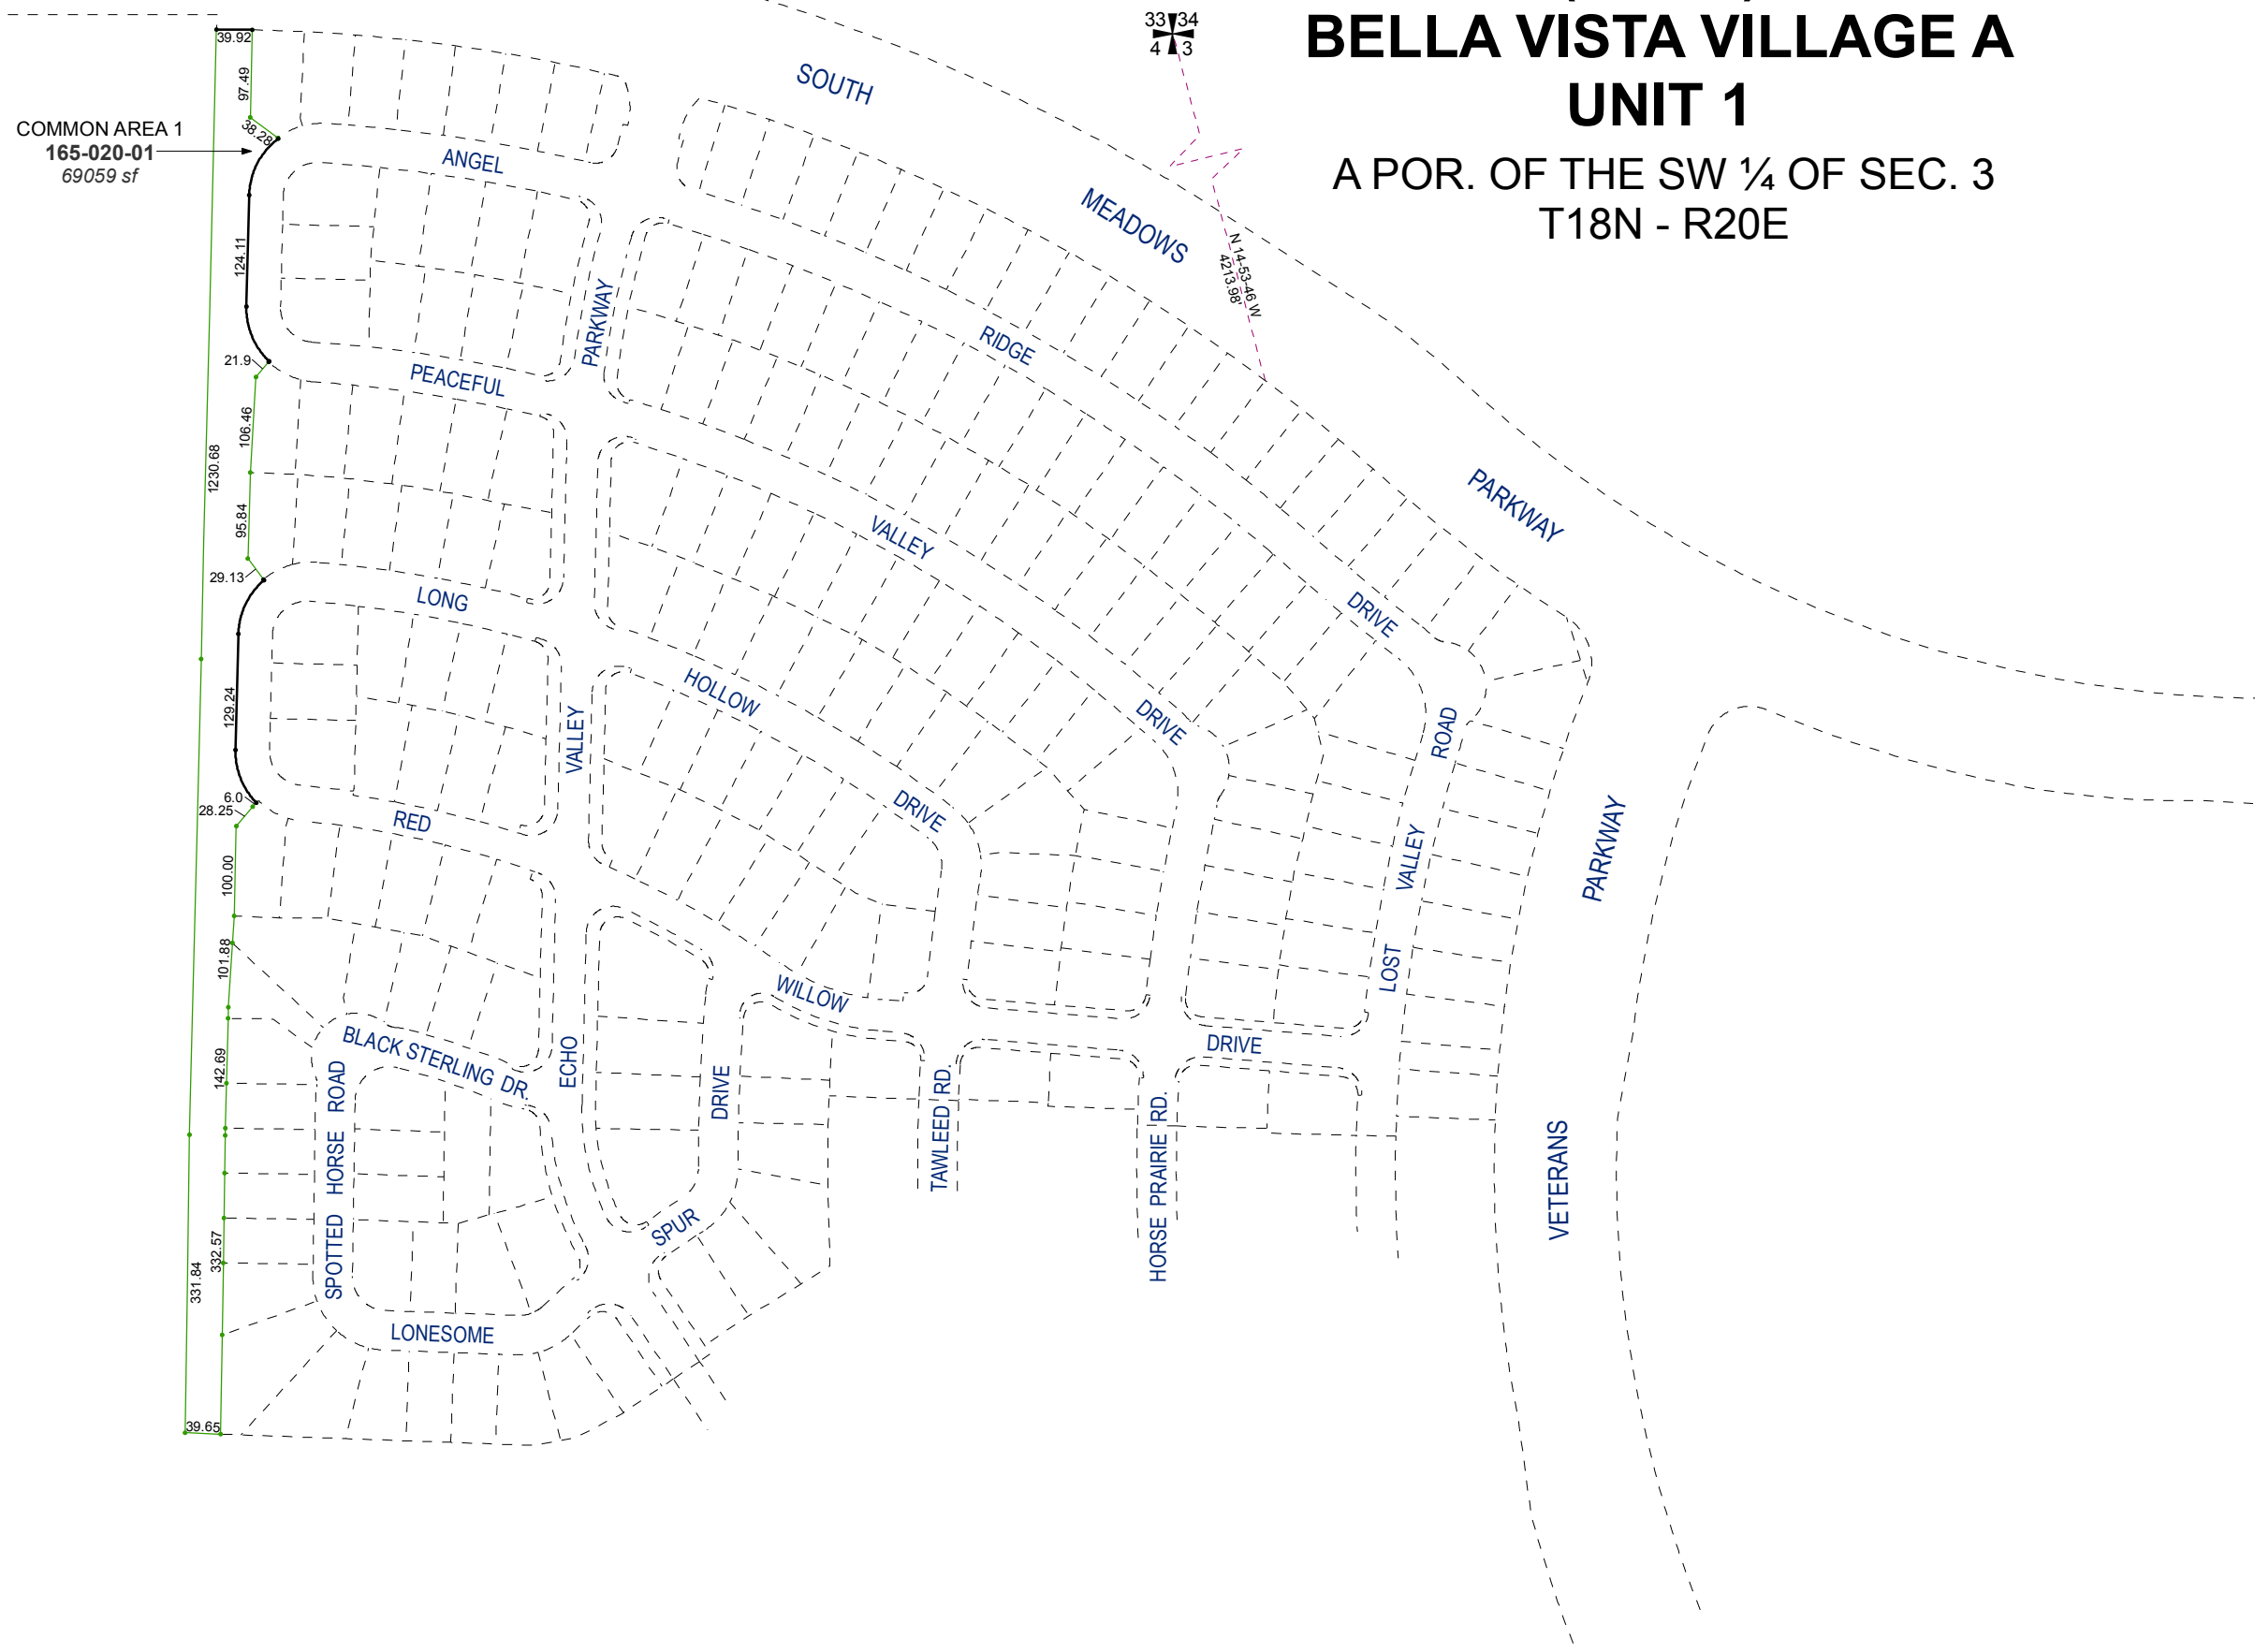 BELLA VISTA VILLAGE A
UNIT 1
A POR. OF THE SW ¼ OF SEC. 3
T18N - R20E
33 34
4 3
N 14-53-46 W
4213.98'
COMMON AREA 1
165-020-01
69059 sf
39.92
97.49
38.28
124.11
21.9
106.46
1230.68
95.84
29.13
129.24
6.0
28.25
100.00
101.88
142.69
332.57
331.84
39.65
SOUTH
MEADOWS
PARKWAY
ANGEL
RIDGE
DRIVE
PARKWAY
PEACEFUL
VALLEY
DRIVE
LONG
HOLLOW
DRIVE
VALLEY
RED
ROAD
VALLEY
LOST
PARKWAY
VETERANS
WILLOW
DRIVE
BLACK STERLING DR.
ECHO
SPOTTED HORSE ROAD
DRIVE
SPUR
TAWLEED RD.
HORSE PRAIRIE RD.
LONESOME